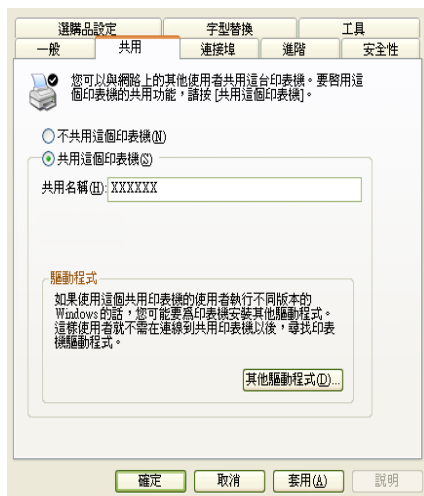 選購品設定 字型替換 工具
一般 共用 連接埠 進階 安全性
您可以與網路上的其他使用者共用這台印表機。要啓用這
個印表機的共用功能，請按 [共用這個印表機]。
不共用這個印表機(N)
共用這個印表機(S)
共用名稱(H): XXXXXX
驅動程式
如果使用這個共用印表機的使用者執行不同版本的
Windows 的話，您可能要為印表機安裝其他驅動程式。
這樣使用者就不需在連線到共用印表機以後，尋找印表
機驅動程式。
其他驅動程式(D)...
確定 取消 套用(A) 說明